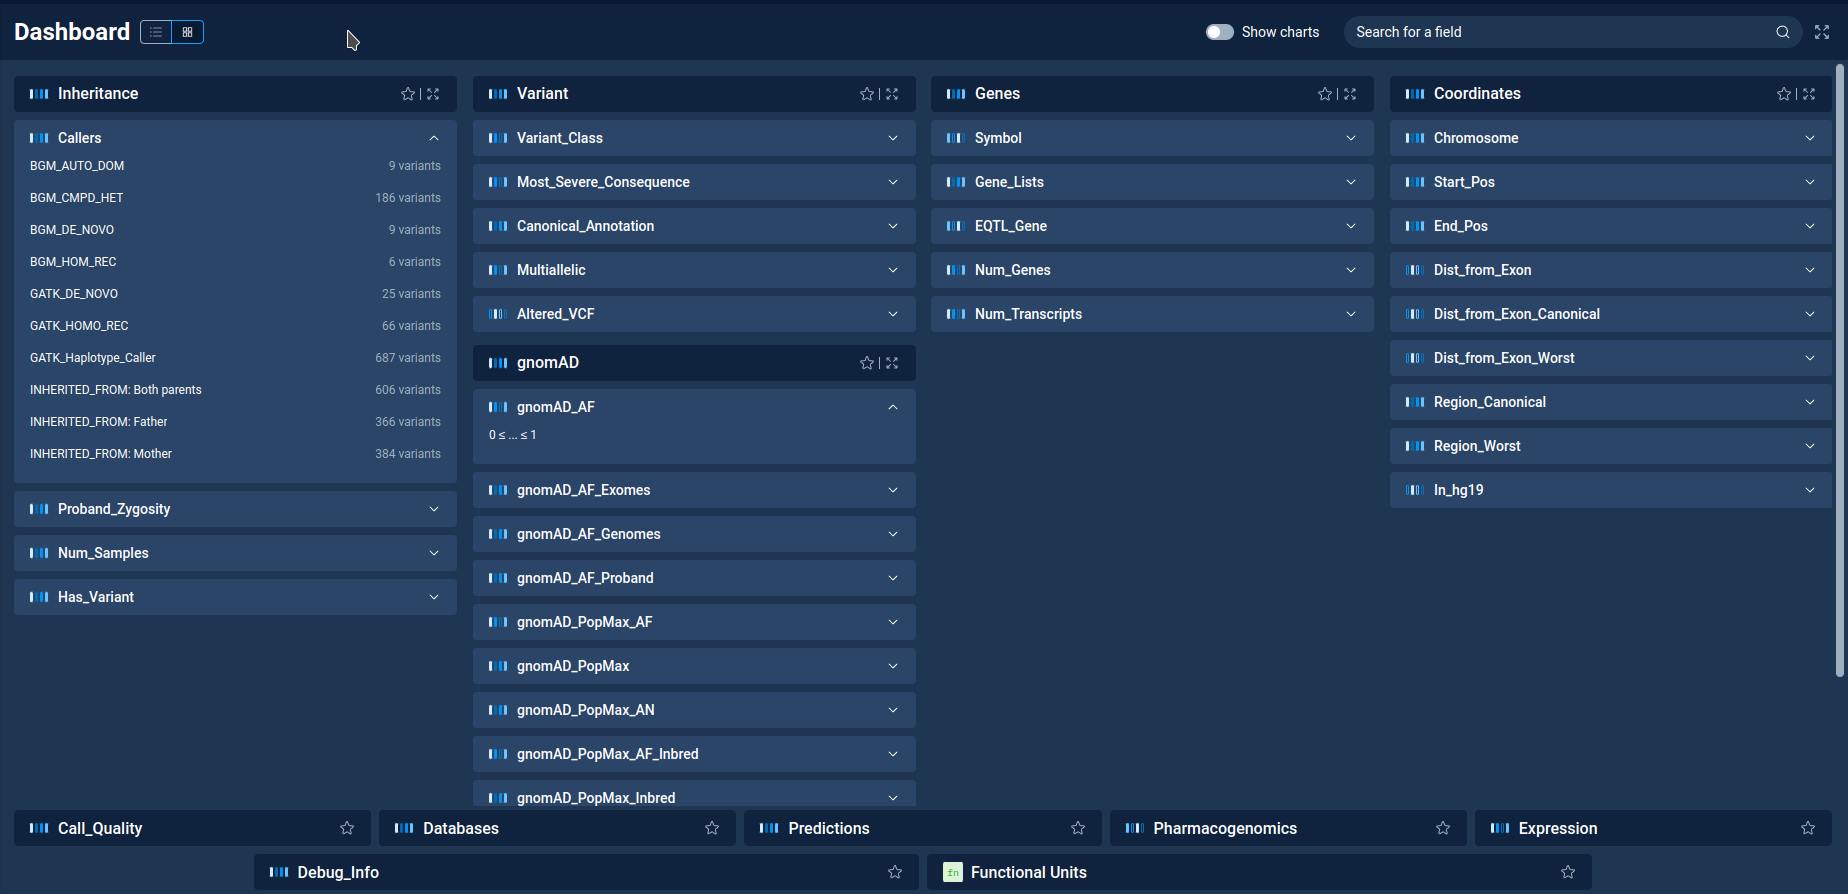 Dashboard
Show charts
Search for a field
Inheritance
Callers
BGM_AUTO_DOM 9 variants
BGM_CMPD_HET 186 variants
BGM_DE_NOVO 9 variants
BGM_HOM_REC 6 variants
GATK_DE_NOVO 25 variants
GATK_HOMO_REC 66 variants
GATK_Haplotype_Caller 687 variants
INHERITED_FROM: Both parents 606 variants
INHERITED_FROM: Father 366 variants
INHERITED_FROM: Mother 384 variants
Proband_Zygosity
Num_Samples
Has_Variant
Variant
Variant_Class
Most_Severe_Consequence
Canonical_Annotation
Multiallelic
Altered_VCF
gnomAD
gnomAD_AF
0 ≤ ... ≤ 1
gnomAD_AF_Exomes
gnomAD_AF_Genomes
gnomAD_AF_Proband
gnomAD_PopMax_AF
gnomAD_PopMax
gnomAD_PopMax_AN
gnomAD_PopMax_AF_Inbred
gnomAD_PopMax_Inbred
Genes
Symbol
Gene_Lists
EQTL_Gene
Num_Genes
Num_Transcripts
Coordinates
Chromosome
Start_Pos
End_Pos
Dist_from_Exon
Dist_from_Exon_Canonical
Dist_from_Exon_Worst
Region_Canonical
Region_Worst
In_hg19
Call_Quality
Databases
Predictions
Pharmacogenomics
Expression
Debug_Info
fn Functional Units